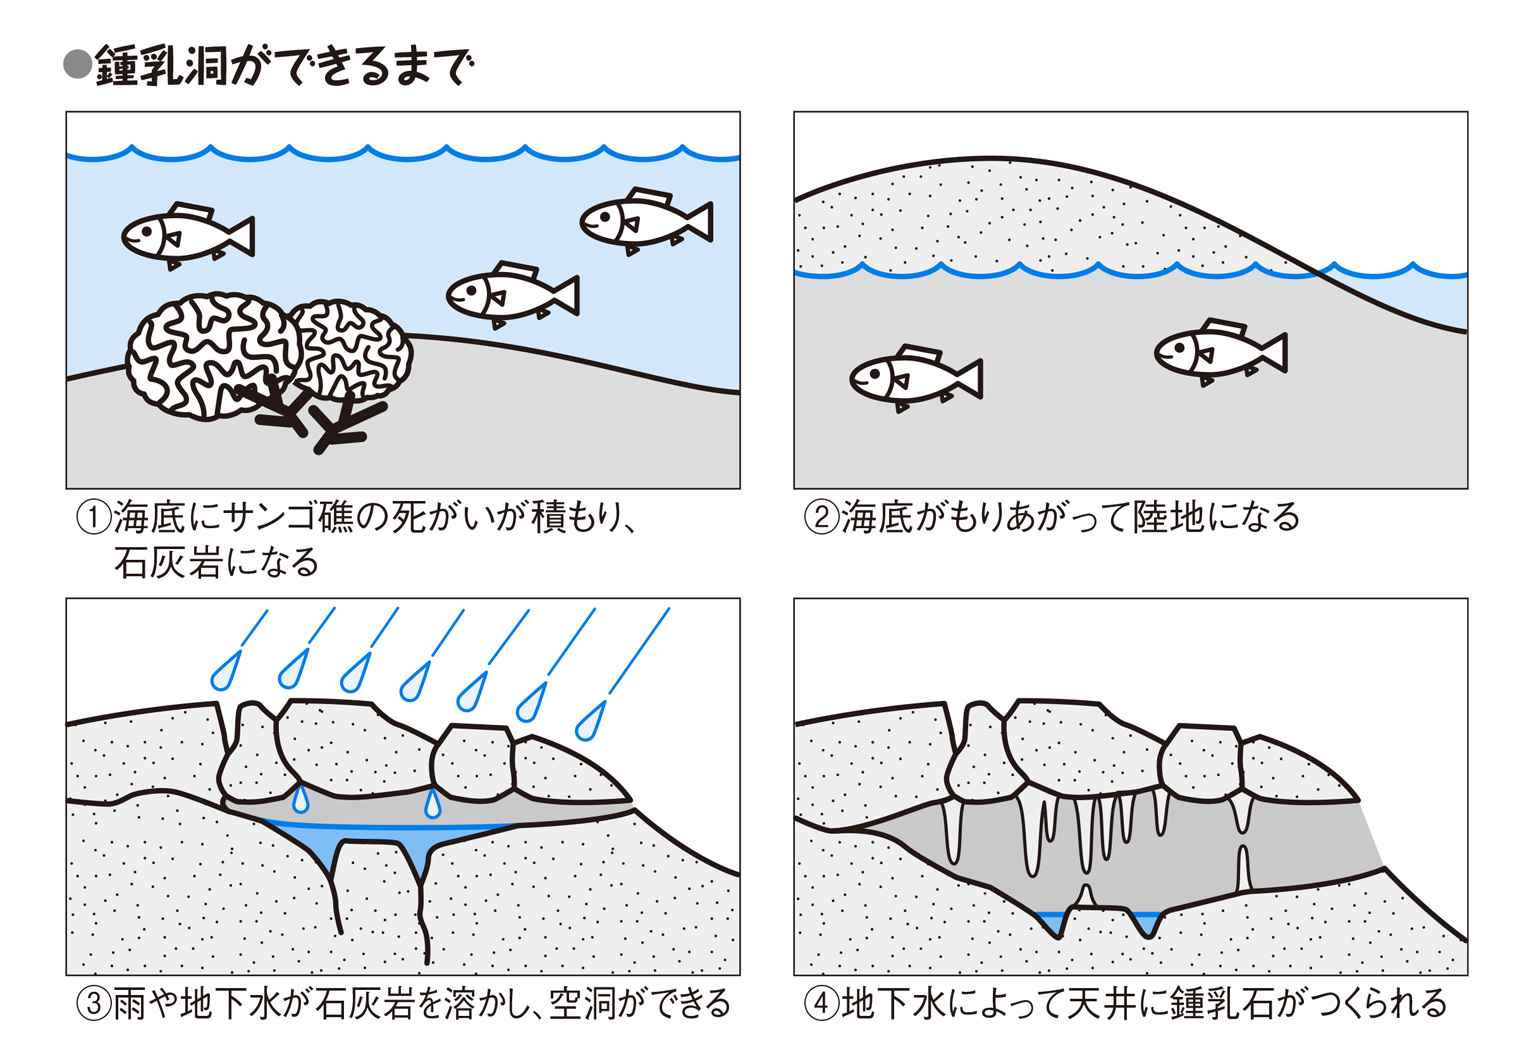 ●鍾乳洞ができるまで
①海底にサンゴ礁の死がいが積もり、
石灰岩になる
②海底がもりあがって陸地になる
③雨や地下水が石灰岩を溶かし、空洞ができる
④地下水によって天井に鍾乳石がつくられる